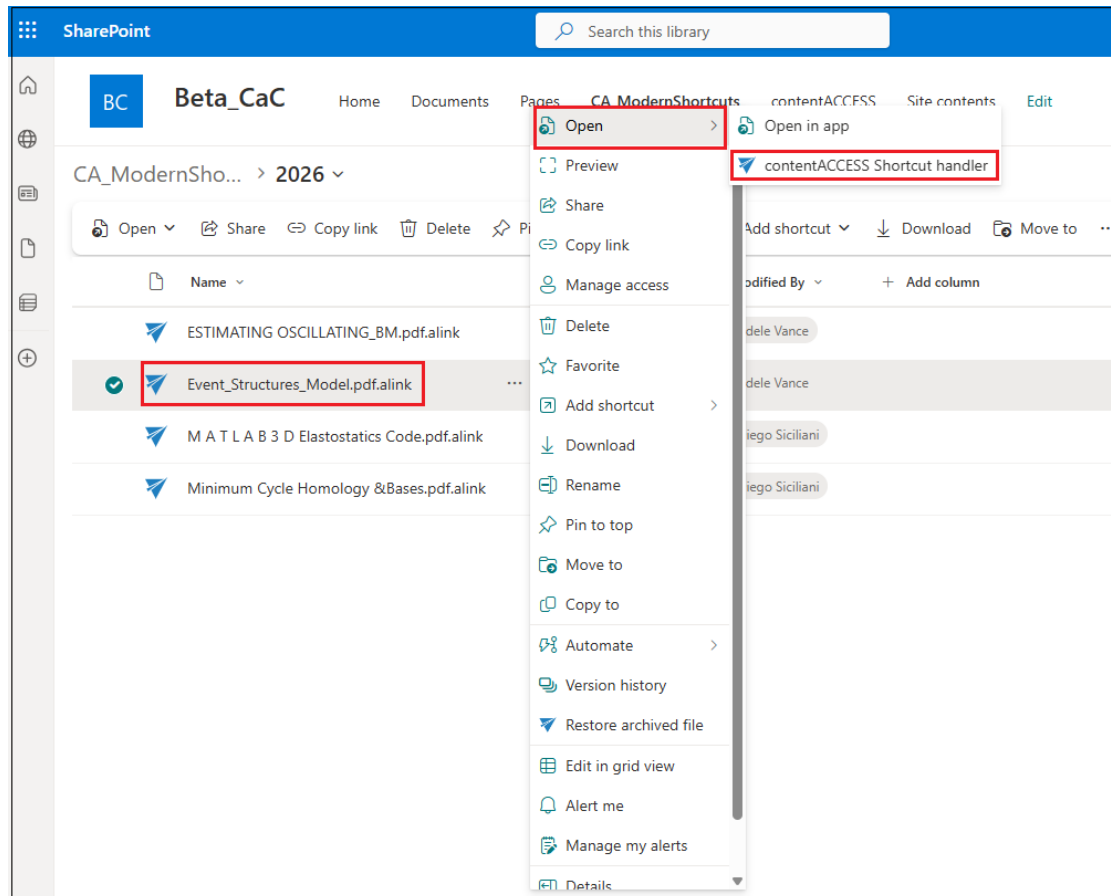 SharePoint
Search this library
BC
Beta_CaC
Home
Documents
Pages
CA_ModernShortcuts
contentACCESS
Site contents
Edit
CA_ModernSho... > 2026
Open
Share
Copy link
Delete
Pi
Add shortcut
Download
Move to
...
Name
odified By
+ Add column
ESTIMATING OSCILLATING_BM.pdf.alink
dele Vance
Event_Structures_Model.pdf.alink
...
dele Vance
M A T L A B 3 D Elastostatics Code.pdf.alink
iego Siciliani
Minimum Cycle Homology &Bases.pdf.alink
iego Siciliani
Open
Open in app
contentACCESS Shortcut handler
Preview
Share
Copy link
Manage access
Delete
Favorite
Add shortcut
Download
Rename
Pin to top
Move to
Copy to
Automate
Version history
Restore archived file
Edit in grid view
Alert me
Manage my alerts
Details